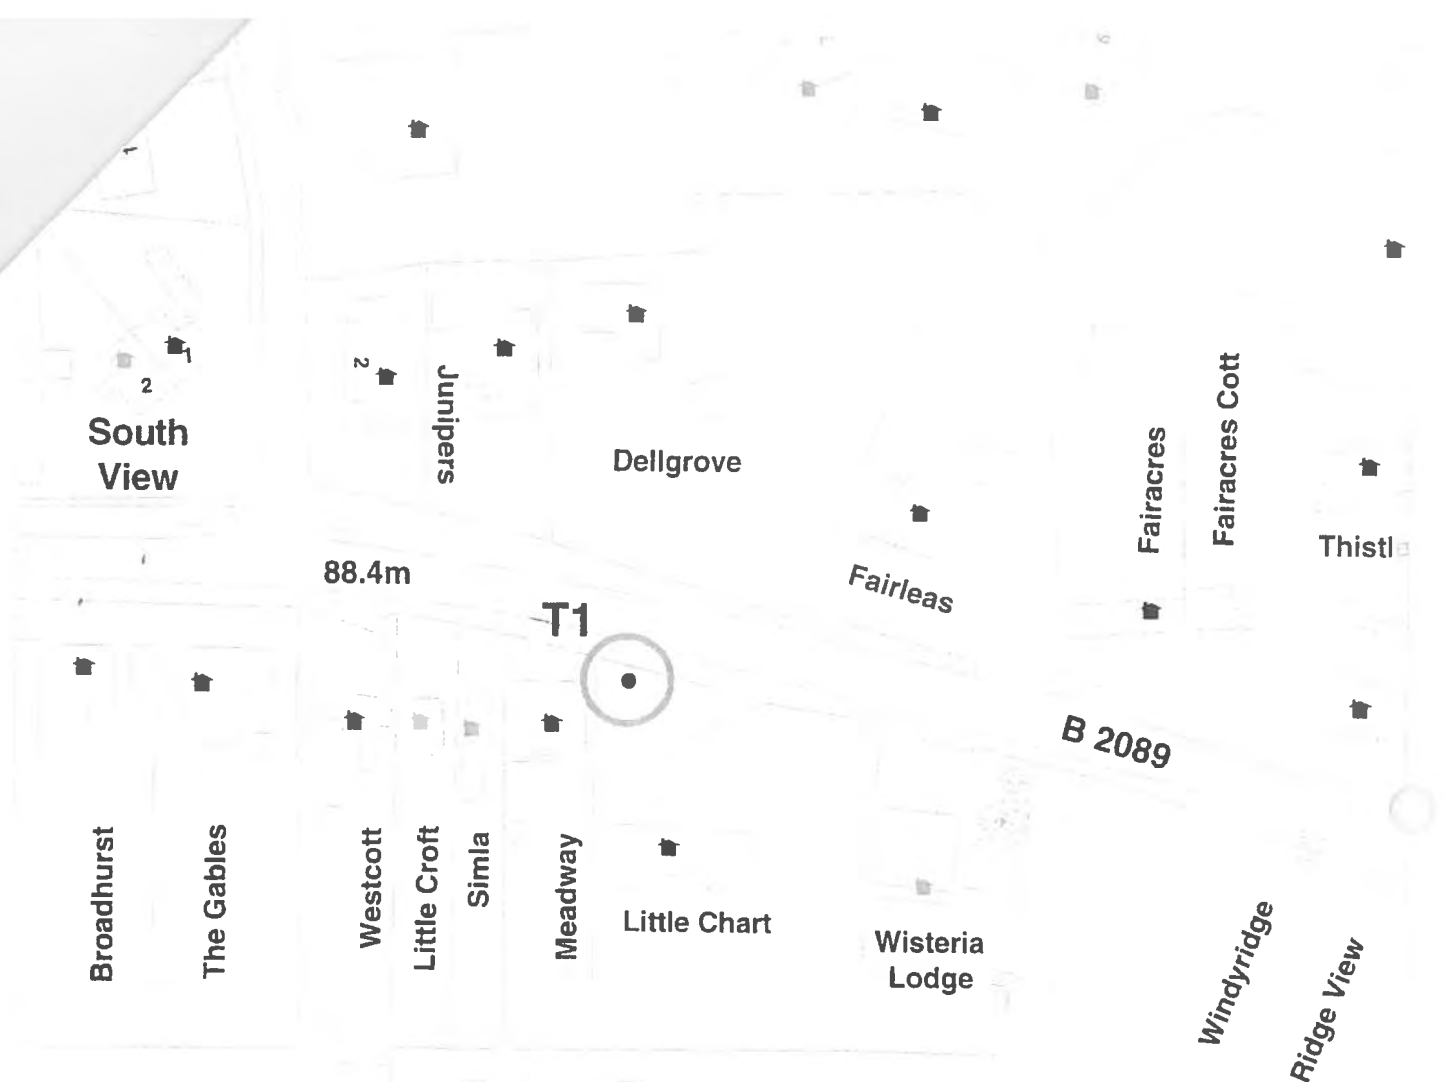 1
2
1
2
South
View
Junipers
Dellgrove
Fairacres
Fairacres Cott
Thistl
Fairleas
88.4m
T1
B 2089
Broadhurst
The Gables
Westcott
Little Croft
Simla
Meadway
Little Chart
Wisteria
Lodge
Windyridge
Ridge View